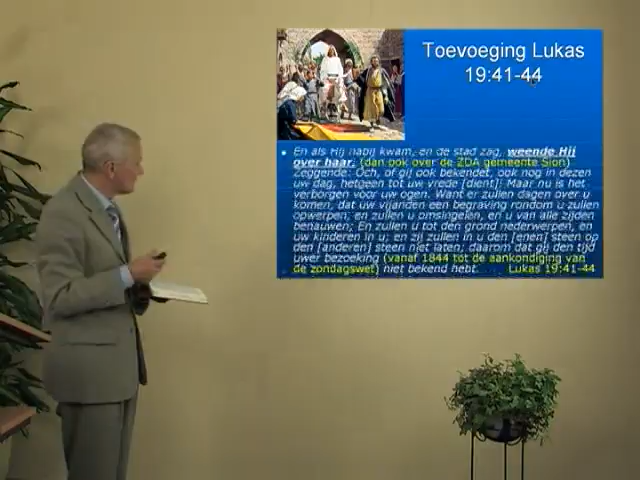 Toevoeging Lukas
19:41-44
En als Hij nabij kwam, en de stad zag, weende Hij
over haar, (dan ook over de ZDA gemeente Sion)
Zeggende: Och, of gij ook bekendet, ook nog in dezen
uw dag, hetgeen tot uw vrede [dient]! Maar nu is het
verborgen voor uw ogen. Want er zullen dagen over u
komen, dat uw vijanden een begraving rondom u zullen
opwerpen, en zullen u omsingelen, en u van alle zijden
benauwen; En zullen u tot den grond nederwerpen, en
uw kinderen in u; en zij zullen in u den [enen] steen op
den [anderen] steen niet laten; daarom dat gij den tijd
uwer bezoeking (vanaf 1844 tot de aankondiging van
de zondagswet) niet bekend hebt. Lukas 19:41-44